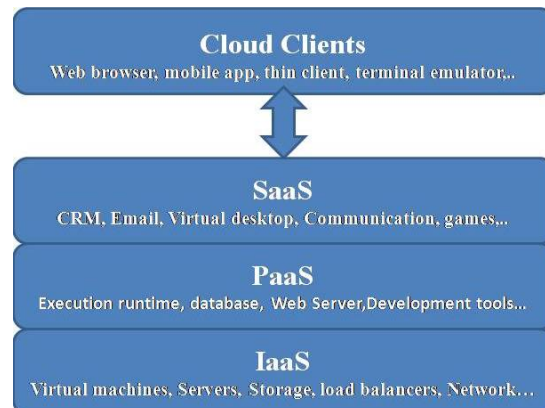 Cloud Clients
Web browser, mobile app, thin client, terminal emulator,..
SaaS
CRM, Email, Virtual desktop, Communication, games,..
PaaS
Execution runtime, database, Web Server,Development tools...
IaaS
Virtual machines, Servers, Storage, load balancers, Network…